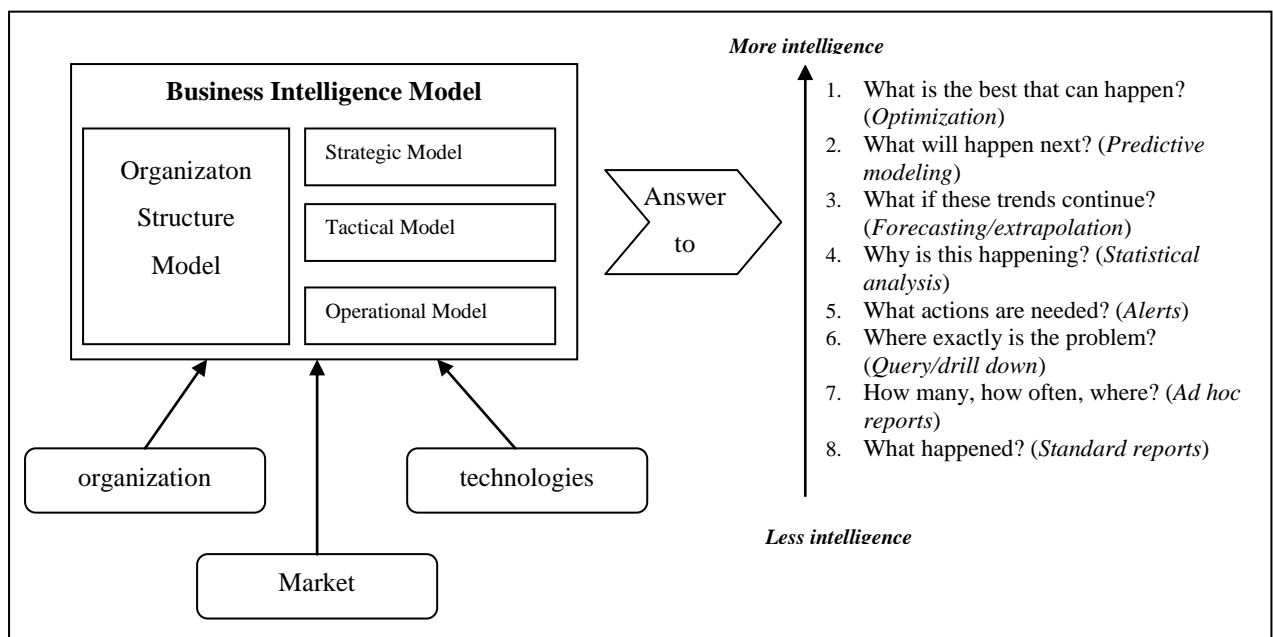 Business Intelligence Model
Organizaton
Structure
Model
Strategic Model
Tactical Model
Operational Model
organization
Market
technologies
Answer
to
More intelligence
1. What is the best that can happen?
(Optimization)
2. What will happen next? (Predictive
modeling)
3. What if these trends continue?
(Forecasting/extrapolation)
4. Why is this happening? (Statistical
analysis)
5. What actions are needed? (Alerts)
6. Where exactly is the problem?
(Query/drill down)
7. How many, how often, where? (Ad hoc
reports)
8. What happened? (Standard reports)
Less intelligence